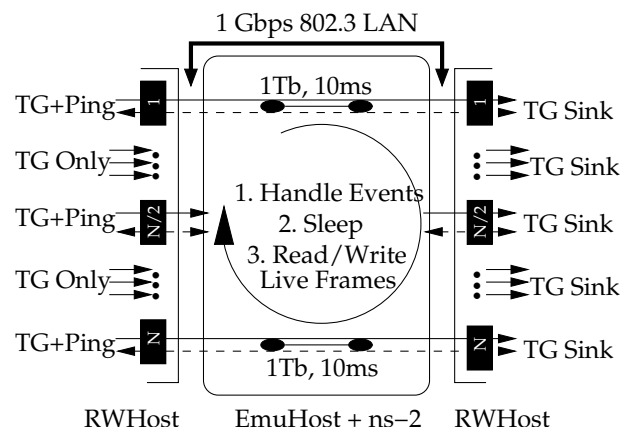 1 Gbps 802.3 LAN
TG+Ping 1 1Tb, 10ms 1 TG Sink
TG Only TG Sink
1. Handle Events
TG+Ping N/2 2. Sleep N/2 TG Sink
3. Read/Write
Live Frames
TG Only TG Sink
TG+Ping N N TG Sink
1Tb, 10ms
RWHost EmuHost + ns−2 RWHost